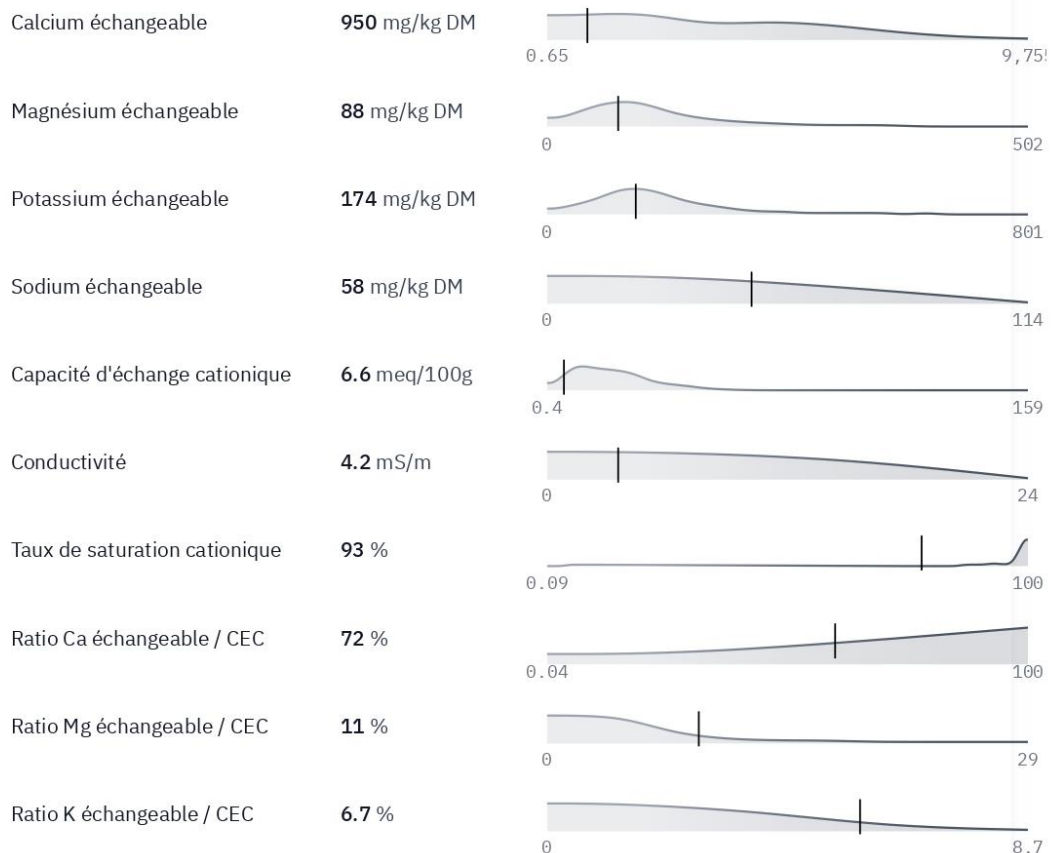 Calcium échangeable 950 mg/kg DM
0.65 9,755
Magnésium échangeable 88 mg/kg DM
0 502
Potassium échangeable 174 mg/kg DM
0 801
Sodium échangeable 58 mg/kg DM
0 114
Capacité d'échange cationique 6.6 meq/100g
0.4 159
Conductivité 4.2 mS/m
0 24
Taux de saturation cationique 93 %
0.09 100
Ratio Ca échangeable / CEC 72 %
0.04 100
Ratio Mg échangeable / CEC 11 %
0 29
Ratio K échangeable / CEC 6.7 %
0 8.7